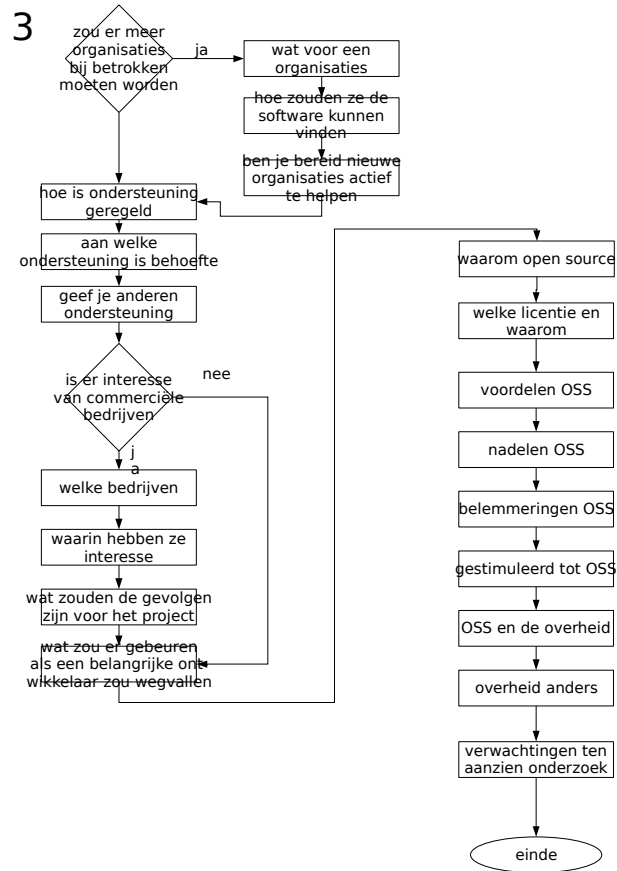 3
zou er meer
organisaties
bij betrokken
moeten worden
ja
wat voor een
organisaties
hoe zouden ze de
software kunnen
vinden
ben je bereid nieuwe
organisaties actief
te helpen
hoe is ondersteuning
geregeld
aan welke
ondersteuning is behoefte
geef je anderen
ondersteuning
is er interesse
van commerciële
bedrijven
nee
j
a
welke bedrijven
waarin hebben ze
interesse
wat zouden de gevolgen
zijn voor het project
wat zou er gebeuren
als een belangrijke ont-
wikkelaar zou wegvallen
waarom open source
welke licentie en
waarom
voordelen OSS
nadelen OSS
belemmeringen OSS
gestimuleerd tot OSS
OSS en de overheid
overheid anders
verwachtingen ten
aanzien onderzoek
einde